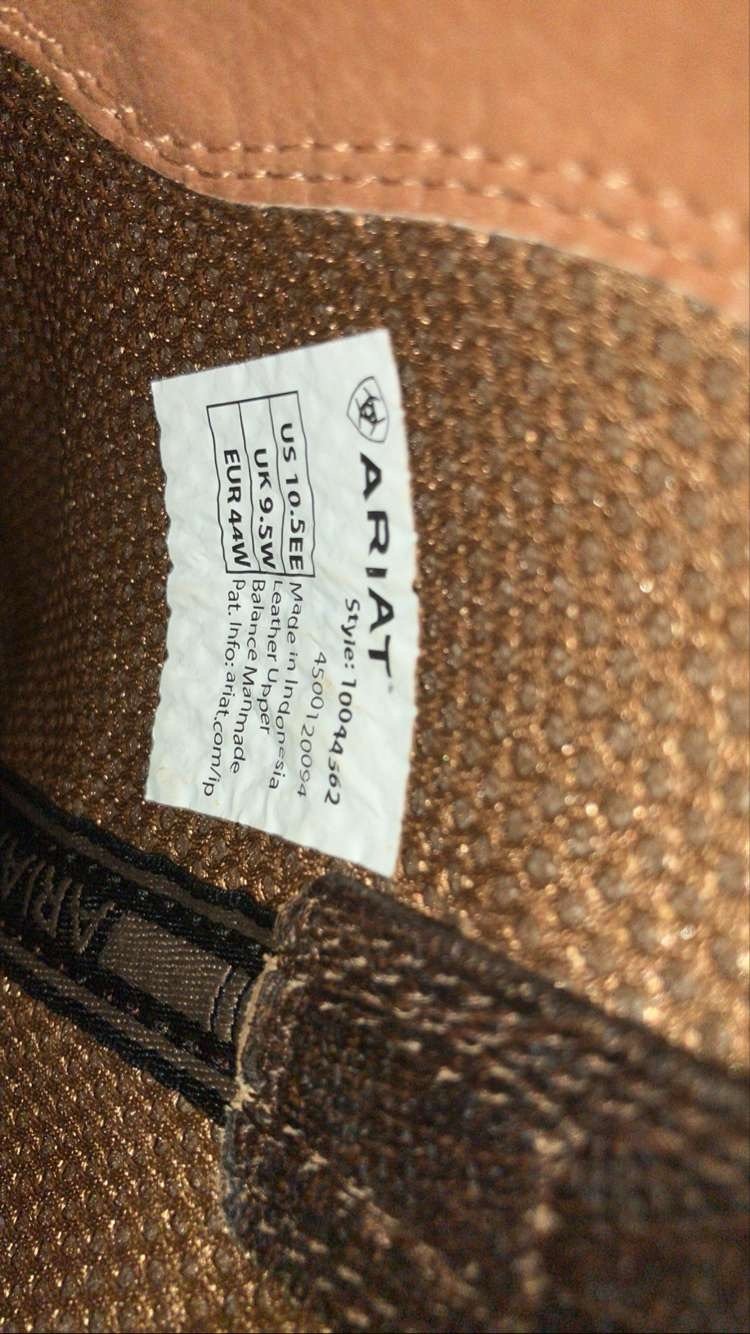 ARIAT
Style: 10044562
4500120094
US 10.5EE
UK 9.5W
EUR 44W
Made in Indonesia
Leather Upper
Balance Manmade
Pat. Info: ariat.com/ip
ARIA